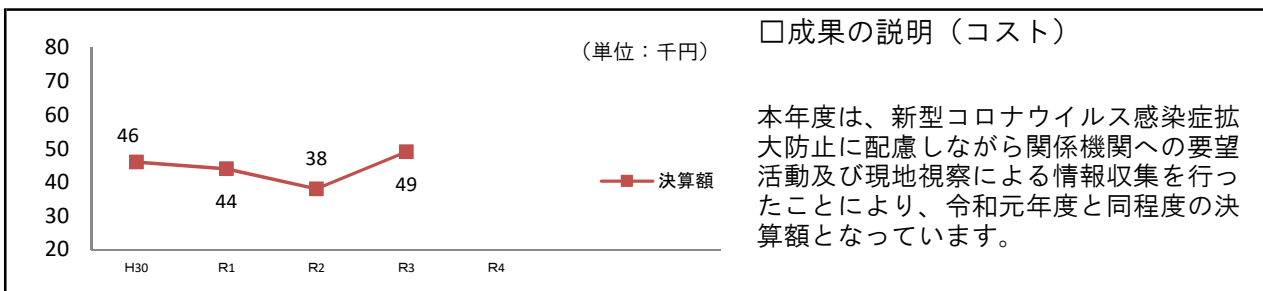 80
70
60
50
40
30
20
（単位：千円）
46
44
38
49
決算額
H30
R1
R2
R3
R4
□成果の説明（コスト）
本年度は、新型コロナウイルス感染症拡
大防止に配慮しながら関係機関への要望
活動及び現地視察による情報収集を行っ
たことにより、令和元年度と同程度の決
算額となっています。